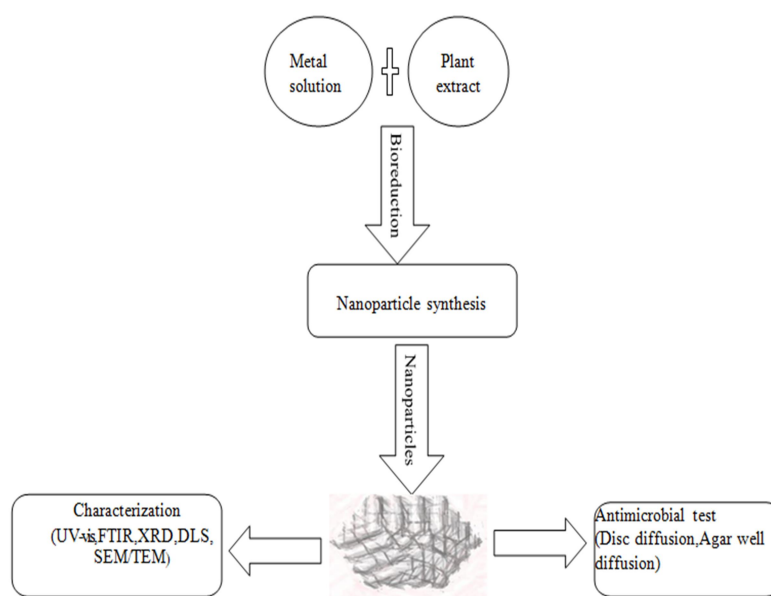 Metal
solution
Plant
extract
Bioreduction
Nanoparticle synthesis
Nanoparticles
Characterization
(UV-vis,FTIR,XRD,DLS,
SEM/TEM)
Antimicrobial test
(Disc diffusion,Agar well
diffusion)